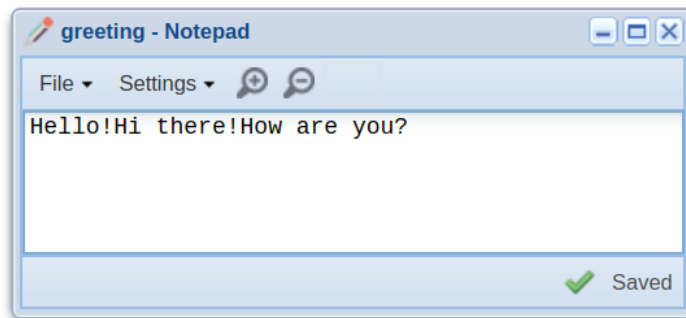 greeting - Notepad
File Settings
Hello!Hi there!How are you?
Saved